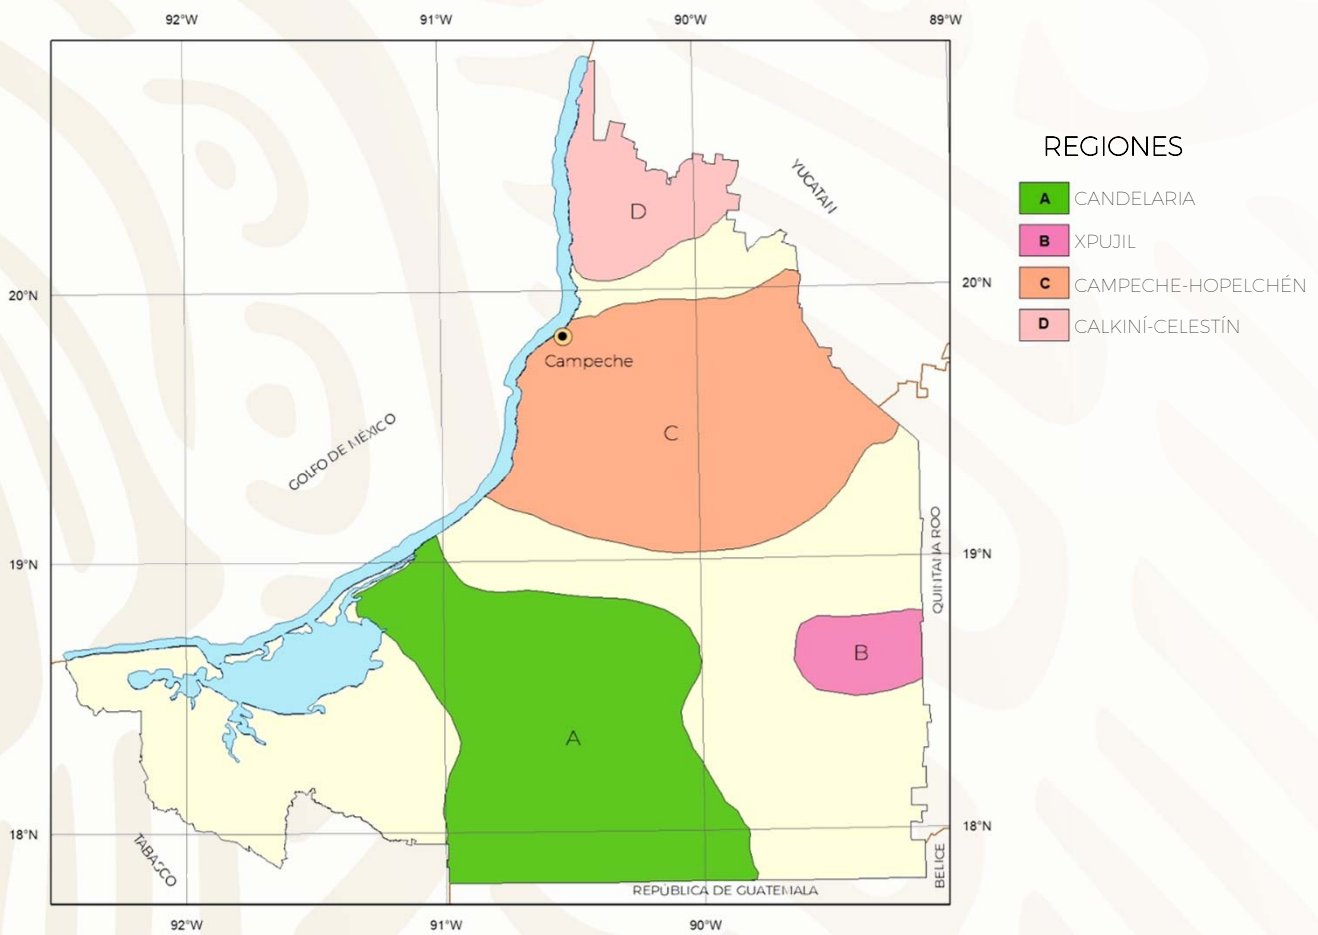 92°W 91°W 90°W 89°W
REGIONES
YUCATAN
A CANDELARIA
D
B XPUJIL
20°N 20°N
C CAMPECHE-HOPELCHÉN
D CALKINÍ-CELESTÍN
Campeche
C
GOLFO DE MÉXICO
QUINTANA ROO
19°N 19°N
B
A
18°N 18°N
TABASCO
BELICE
REPÚBLICA DE GUATEMALA
92°W 91°W 90°W